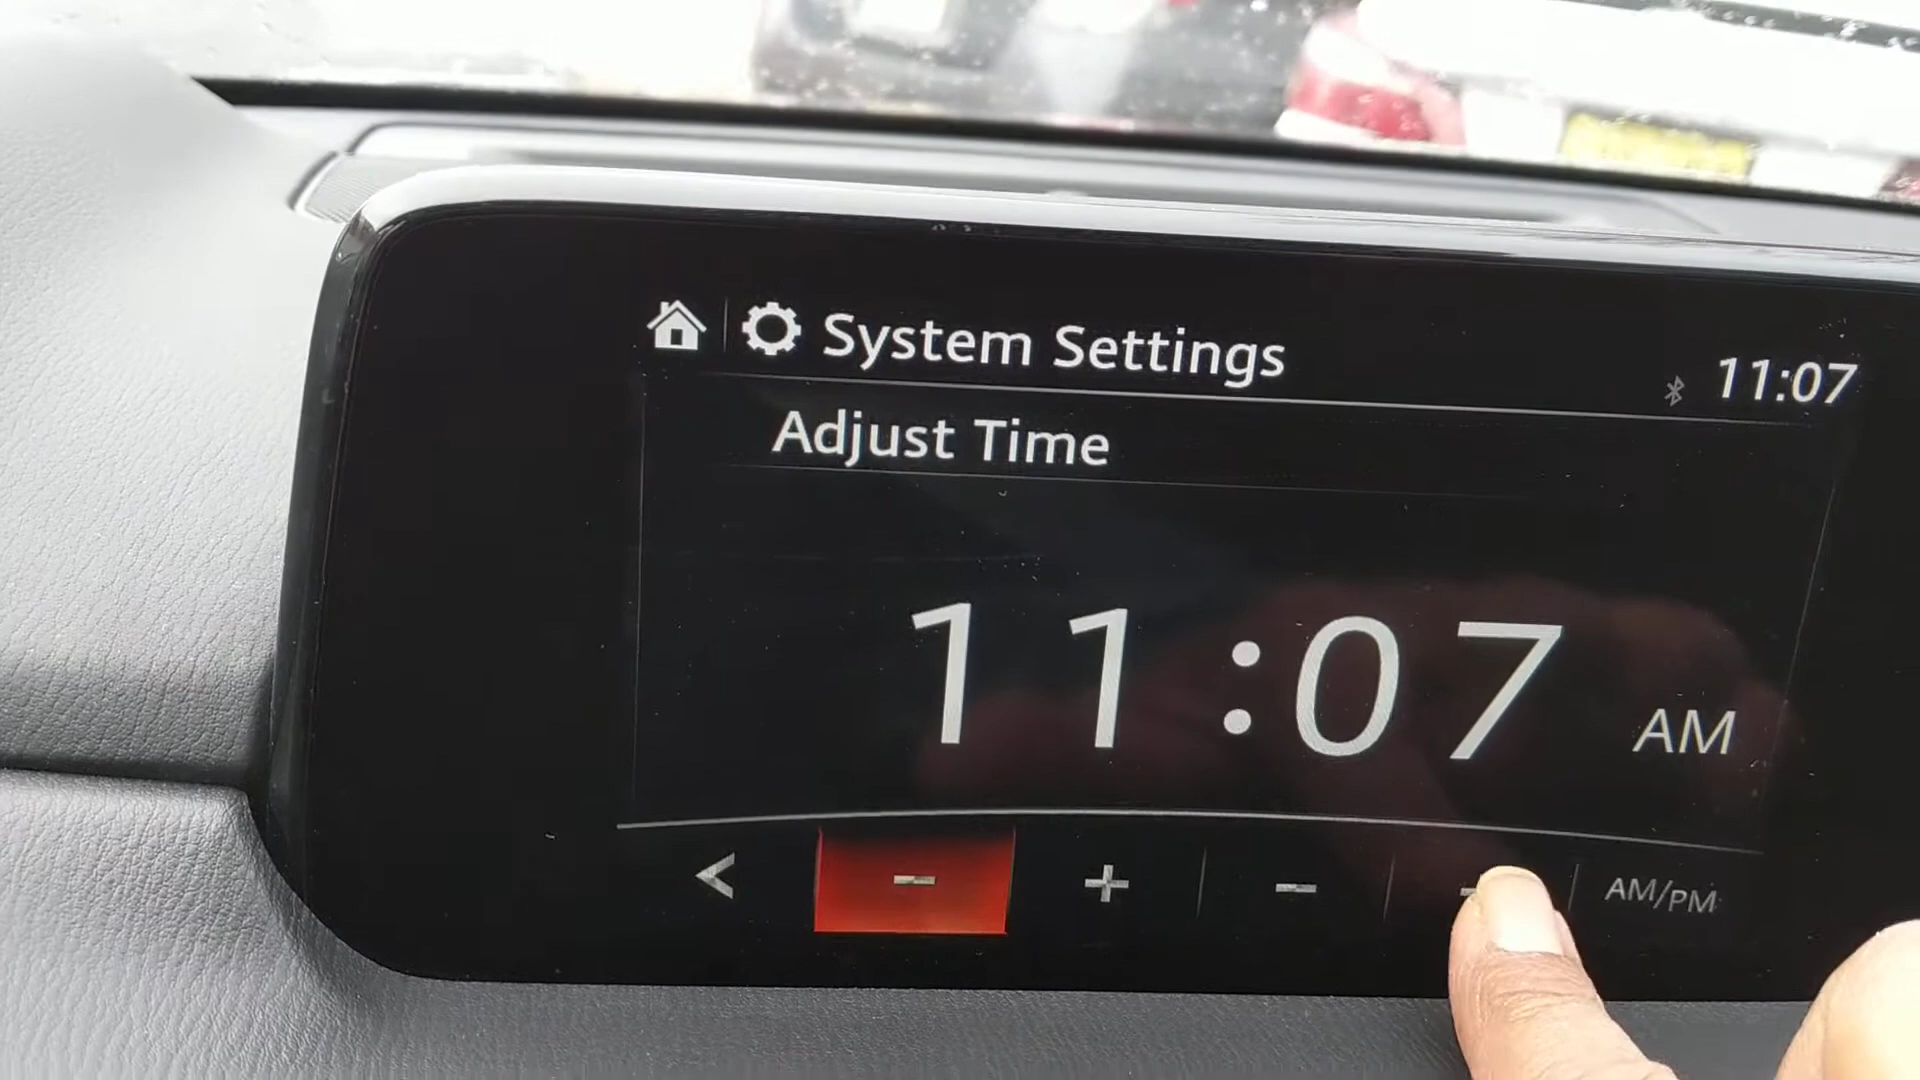 System Settings
11:07
Adjust Time
11:07 AM
< - + - AM/PM